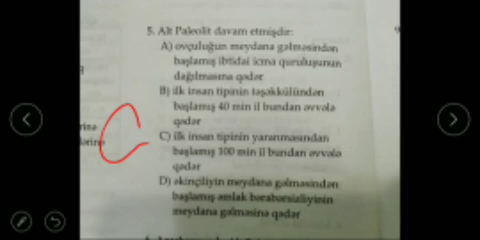 5. Alt Paleolit davam etmişdir:
A) ovçuluğun meydana gəlməsindən
başlamış ibtidai icma quruluşunun
dağılmasına qədər
B) ilk insan tipinin təşəkkülündən
başlamış 40 min il bundan əvvələ
qədər
C) ilk insan tipinin yaranmasından
başlamış 100 min il bundan əvvələ
qədər
D) əkinçiliyin meydana gəlməsindən
başlamış əmlak bərabərsizliyinin
meydana gəlməsinə qədər